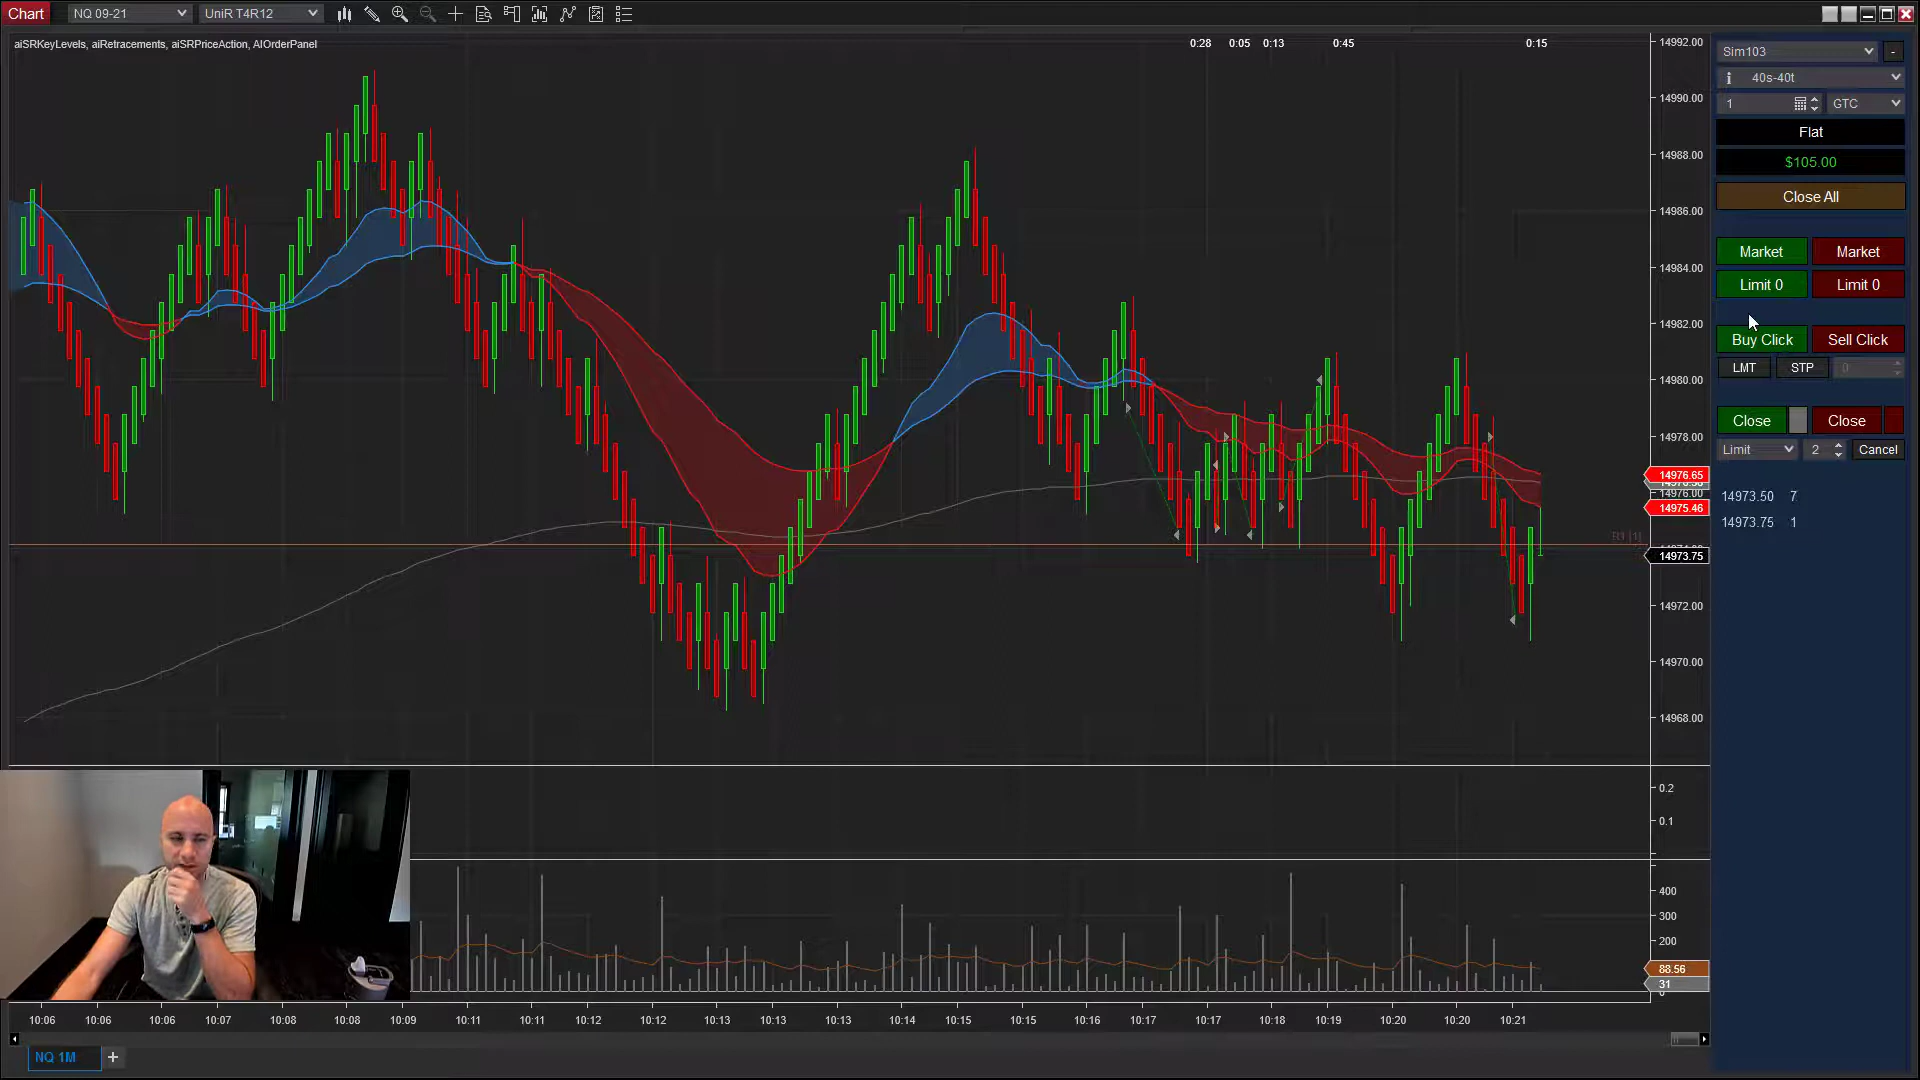 Chart NQ 09-21 UniR T4R12
aiSRKeyLevels, aiRetracements, aiSRPriceAction, AIOrderPanel
0:28 0:05 0:13 0:45 0:15
14992.00
14990.00
14988.00
14986.00
14984.00
14982.00
14980.00
14978.00
14976.65
14976.00
14975.46
R1 [1]
14973.75
14972.00
14970.00
14968.00
0.2
0.1
400
300
200
88.56
31
0
10:06 10:06 10:06 10:07 10:08 10:08 10:09 10:11 10:11 10:12 10:12 10:13 10:13 10:13 10:14 10:15 10:15 10:16 10:17 10:17 10:18 10:19 10:20 10:20 10:21
NQ 1M +
Sim103 -
i 40s-40t
1 GTC
Flat
$105.00
Close All
Market Market
Limit 0 Limit 0
Buy Click Sell Click
LMT STP 0
Close Close
Limit 2 Cancel
14973.50 7
14973.75 1